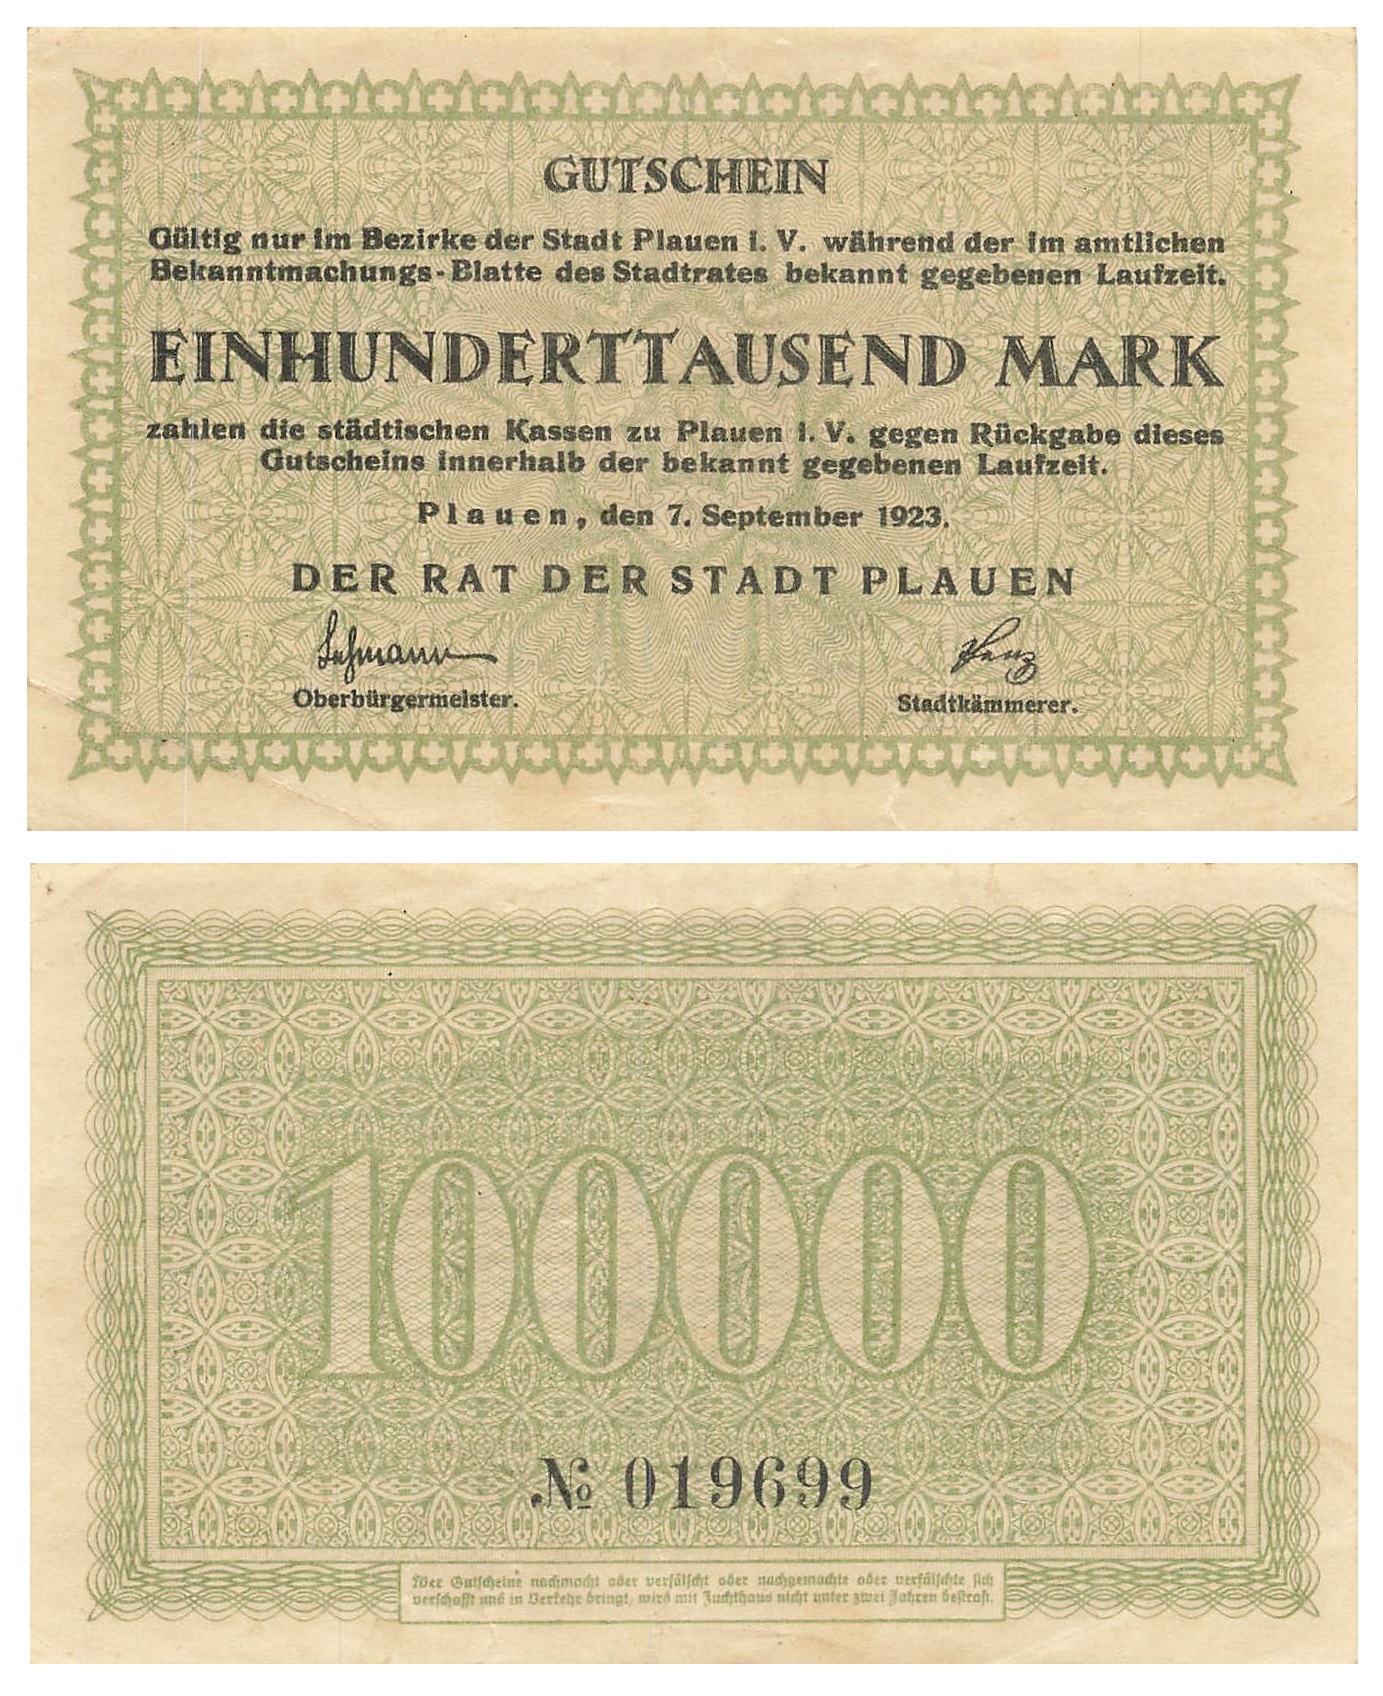 GUTSCHEIN
Gültig nur im Bezirke der Stadt Plauen i. V. während der im amtlichen
Bekanntmachungs-Blatte des Stadtrates bekannt gegebenen Laufzeit.
EINHUNDERTTAUSEND MARK
zahlen die städtischen Kassen zu Plauen i. V. gegen Rückgabe dieses
Gutscheins innerhalb der bekannt gegebenen Laufzeit.
Plauen, den 7. September 1923.
DER RAT DER STADT PLAUEN
Lehmann
Oberbürgermeister. Stadtkämmerer.
100000
№ 019699
Wer Gutscheine nachmacht oder verfälscht oder nachgemachte oder verfälschte sich
verschafft und in Verkehr bringt, wird mit Zuchthaus nicht unter zwei Jahren bestraft.